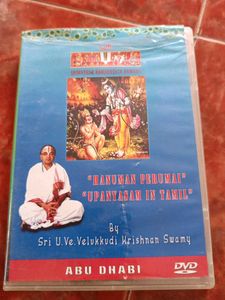 "HANUMAN PERUMAI"
"UPANYASAM IN TAMIL"
By
Sri U.Ve Velukkudi Krishnan Swamy
ABU DHABI
DVD